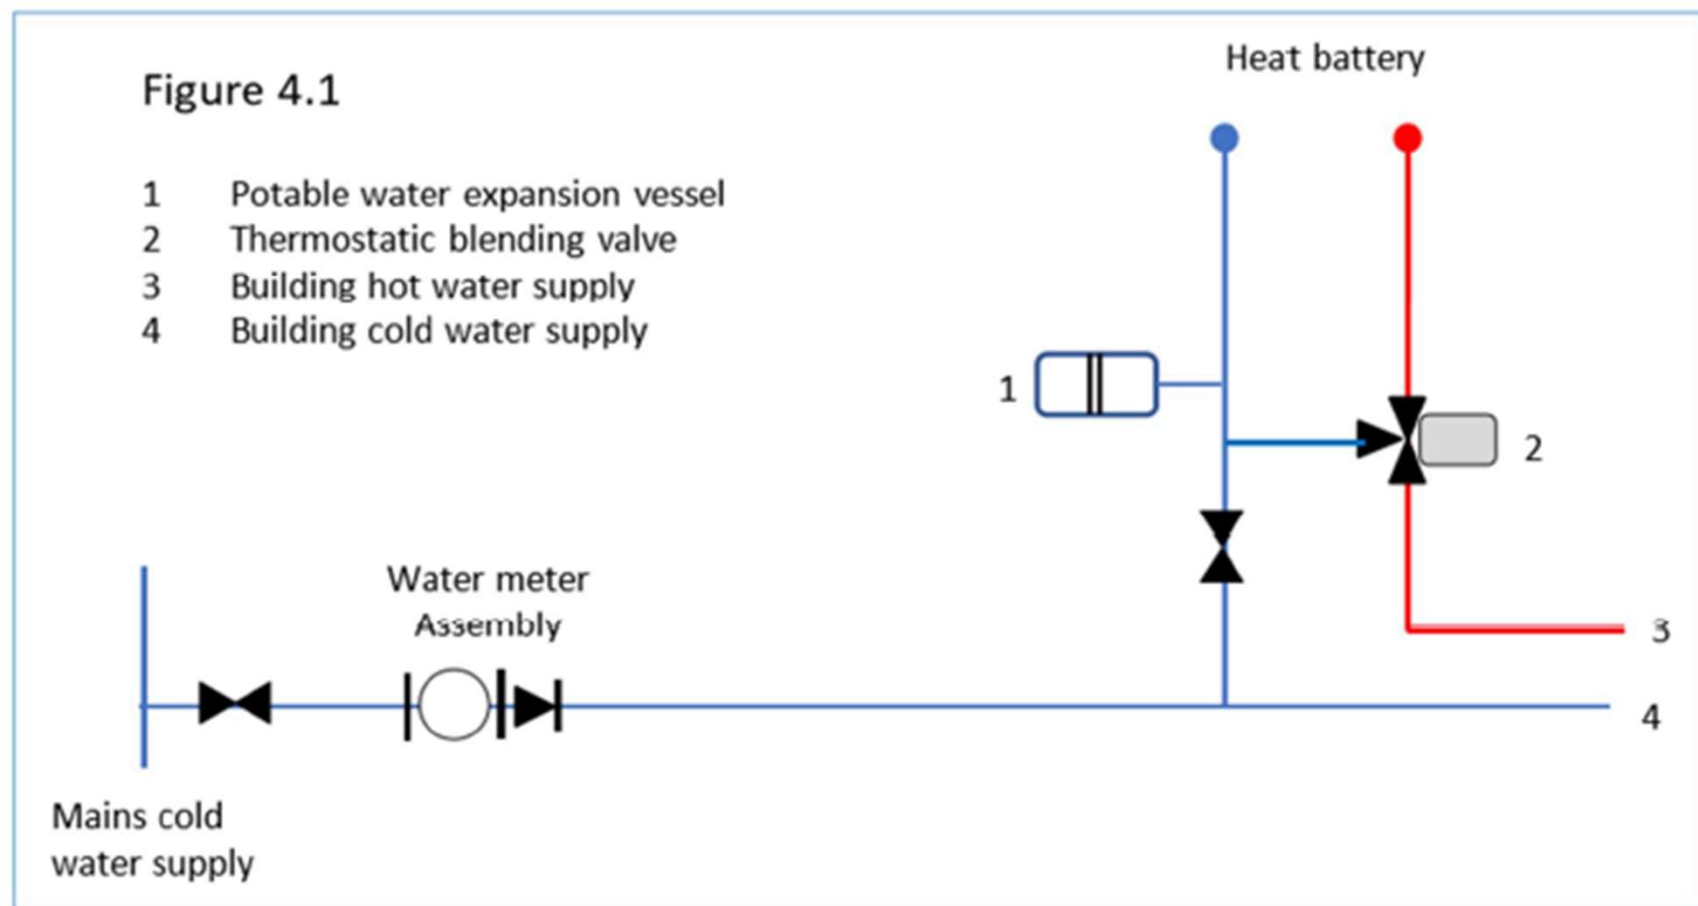 Figure 4.1
Heat battery
1 Potable water expansion vessel
2 Thermostatic blending valve
3 Building hot water supply
4 Building cold water supply
1
2
Water meter
Assembly
3
4
Mains cold
water supply